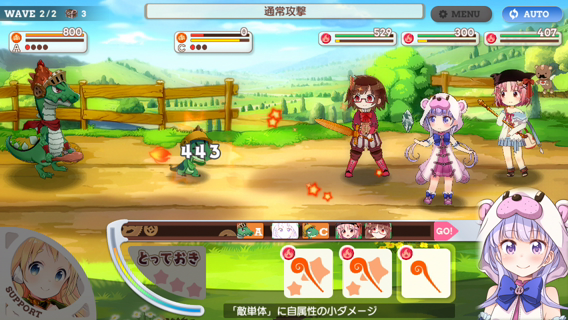 WAVE 2/2 3
通常攻撃
MENU
AUTO
800
A
0
C
529
300
407
443
A
C
GO!
とっておき
SUPPORT
「敵単体」に自属性の小ダメージ